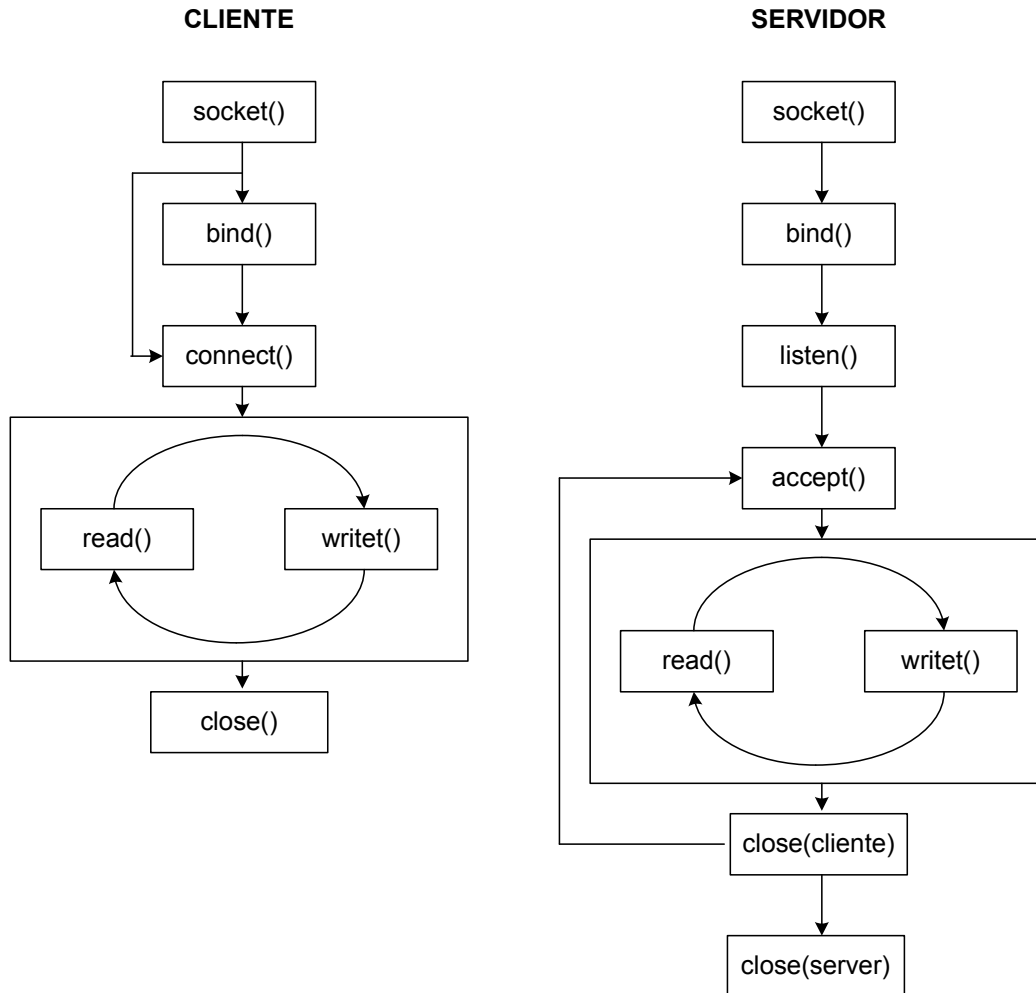 CLIENTE
socket()
bind()
connect()
read()
writet()
close()
SERVIDOR
socket()
bind()
listen()
accept()
read()
writet()
close(cliente)
close(server)